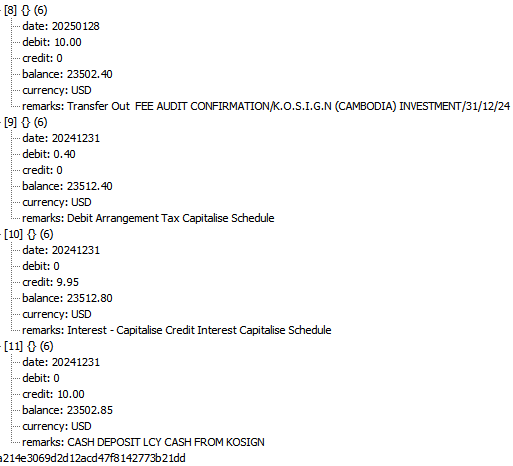 [8] {} (6)
date: 20250128
debit: 10.00
credit: 0
balance: 23502.40
currency: USD
remarks: Transfer Out  FEE AUDIT CONFIRMATION/K.O.S.I.G.N (CAMBODIA) INVESTMENT/31/12/24
[9] {} (6)
date: 20241231
debit: 0.40
credit: 0
balance: 23512.40
currency: USD
remarks: Debit Arrangement Tax Capitalise Schedule
[10] {} (6)
date: 20241231
debit: 0
credit: 9.95
balance: 23512.80
currency: USD
remarks: Interest - Capitalise Credit Interest Capitalise Schedule
[11] {} (6)
date: 20241231
debit: 0
credit: 10.00
balance: 23502.85
currency: USD
remarks: CASH DEPOSIT LCY CASH FROM KOSIGN
a214e3069d2d12acd47f8142773b21dd